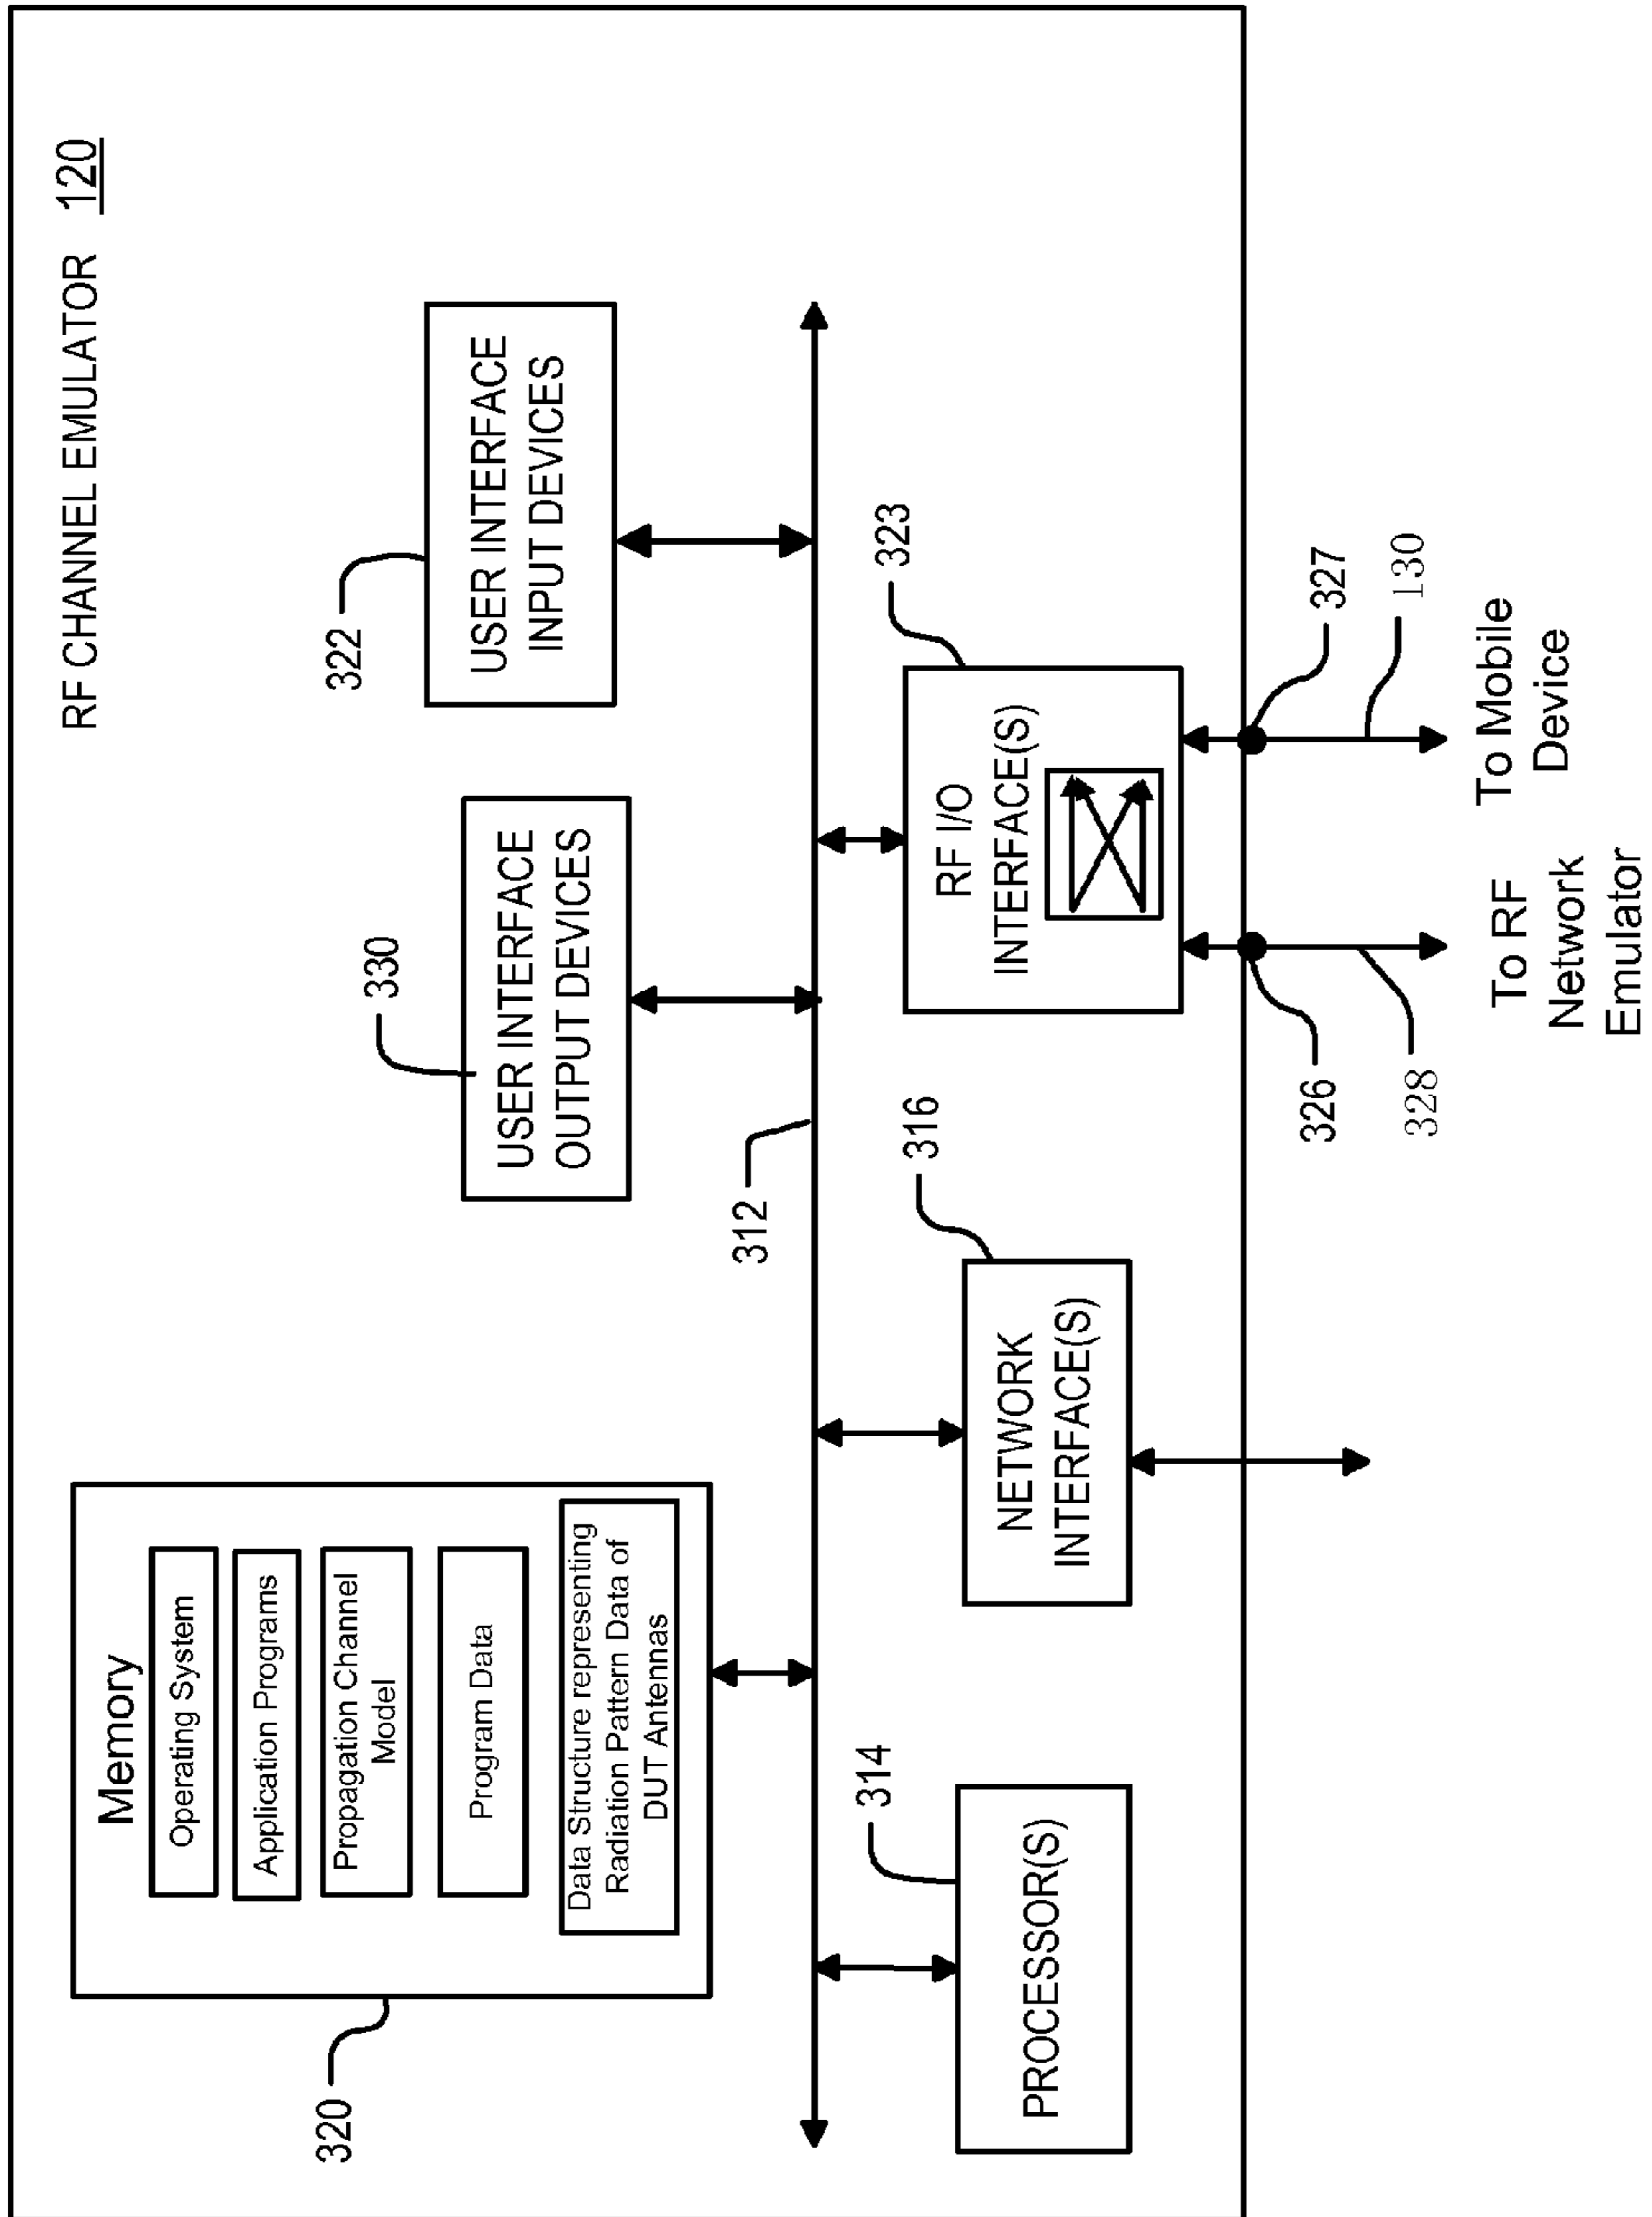 RF CHANNEL EMULATOR 120
Memory
Operating System
Application Programs
Propagation Channel
Model
Program Data
Data Structure representing
Radiation Pattern Data of
DUT Antennas
320
330
USER INTERFACE
OUTPUT DEVICES
322
USER INTERFACE
INPUT DEVICES
312
314
PROCESSOR(S)
316
NETWORK
INTERFACE(S)
323
RF I/O
INTERFACE(S)
326
328
327
130
To RF
Network
Emulator
To Mobile
Device